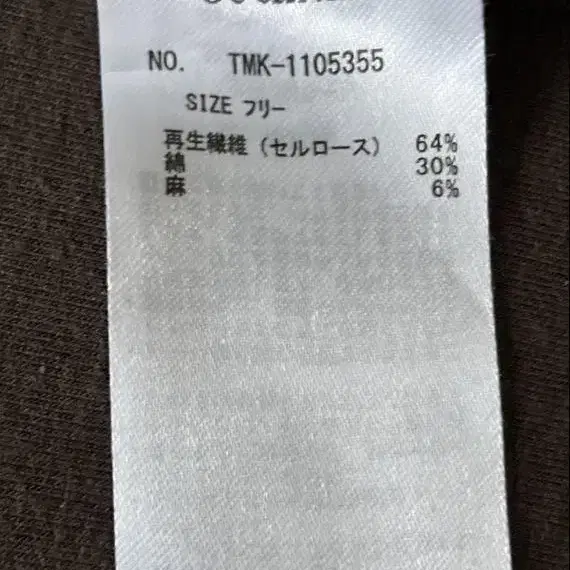 NO. TMK-1105355
SIZE フリー
再生繊維(セルロース) 64%
綿 30%
麻 6%